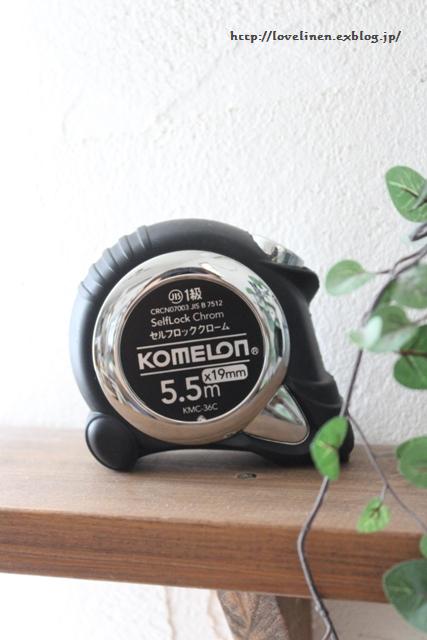 http://lovelinen.exblog.jp/
JIS 1級
CRCN07003 JIS B 7512
SelfLock Chrom
セルフロッククローム
KOMELON®
5.5m x19mm
KMC-36C